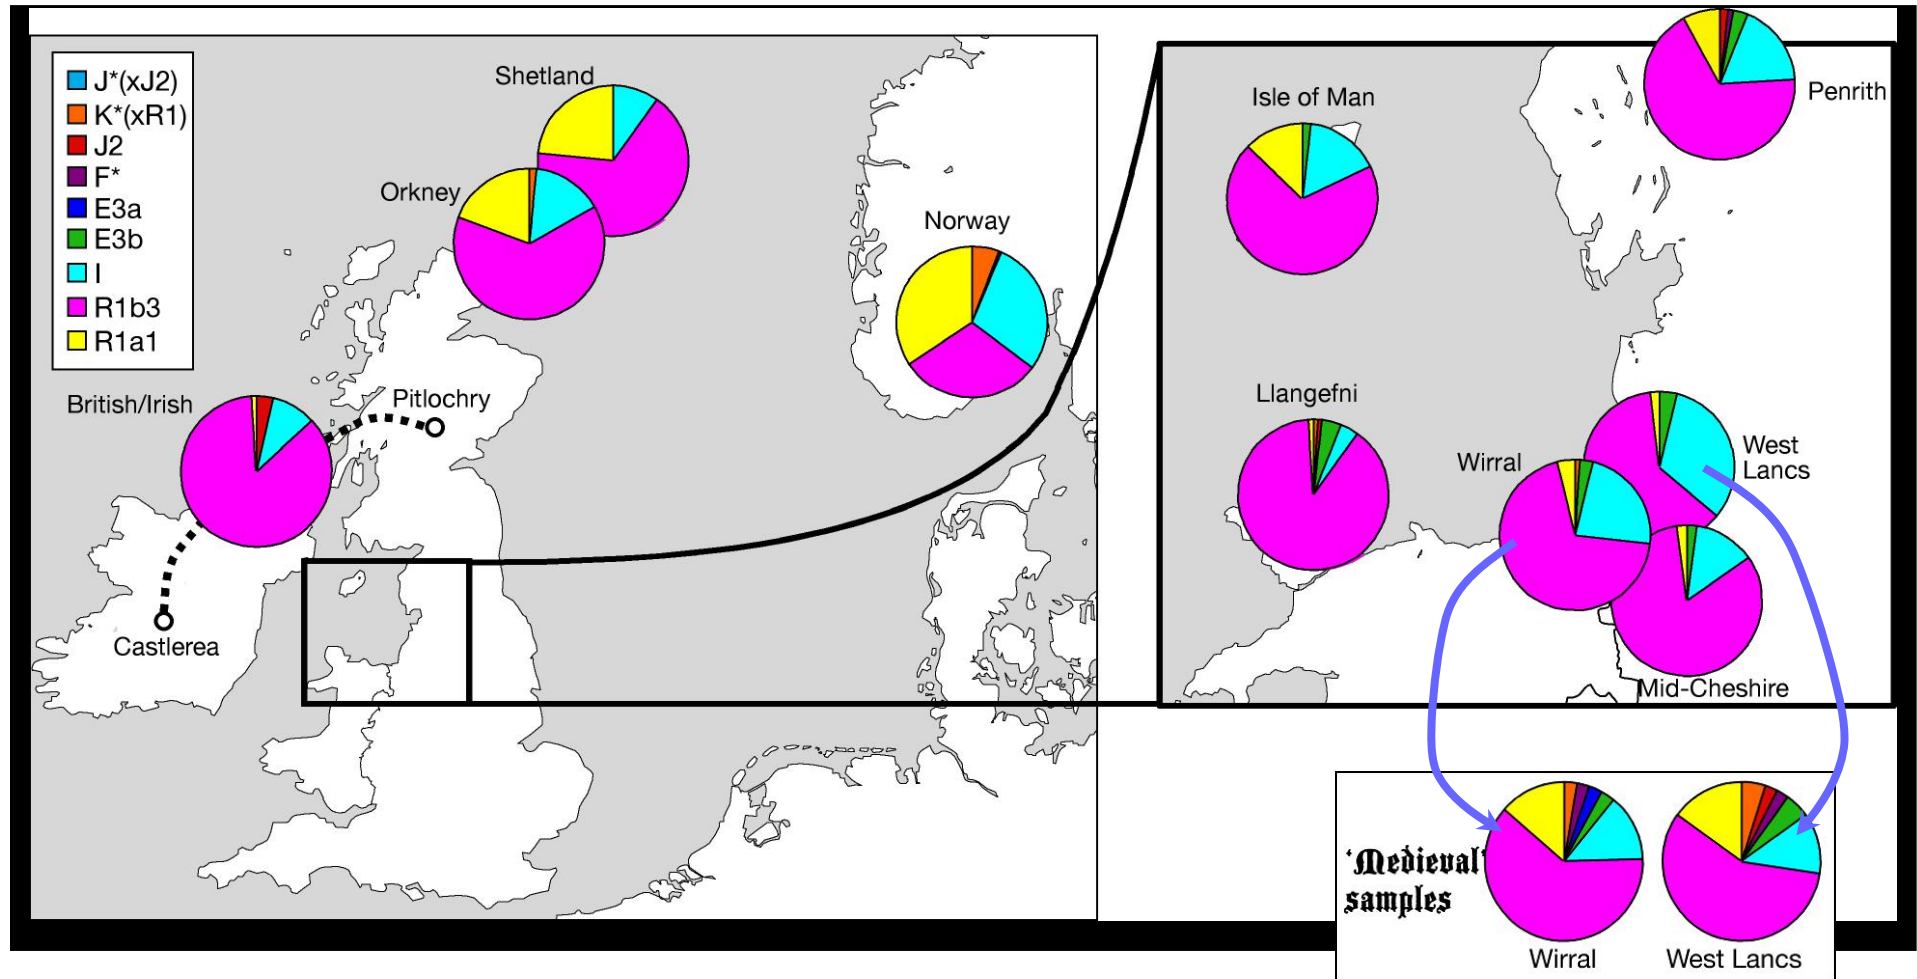 J*(xJ2)
K*(xR1)
J2
F*
E3a
E3b
I
R1b3
R1a1
Shetland
Orkney
Norway
British/Irish
Pitlochry
Castlerea
Isle of Man
Penrith
Llangefni
Wirral
West
Lancs
Mid-Cheshire
'Medieval'
samples
Wirral
West Lancs